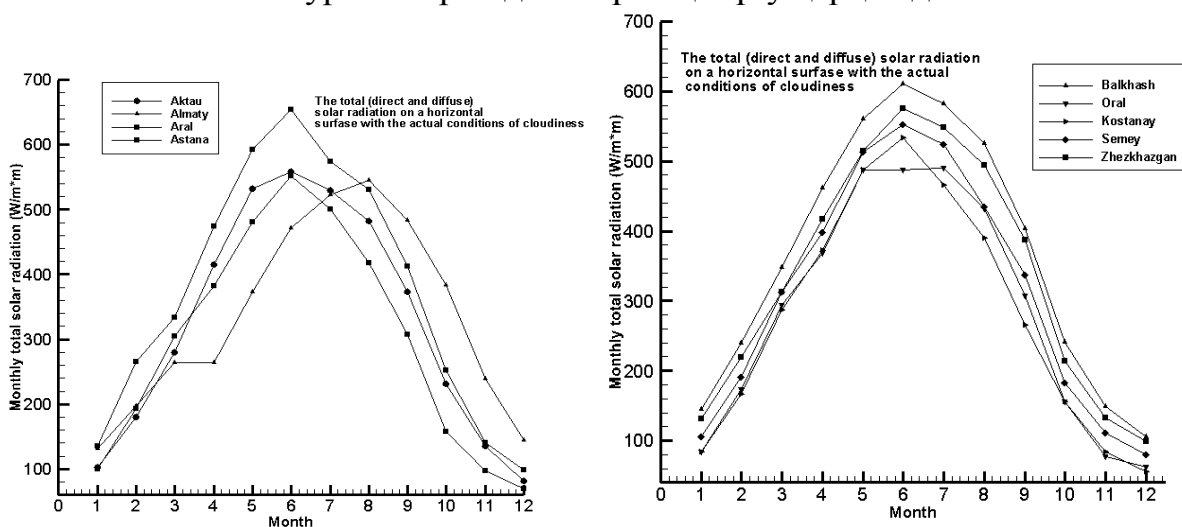 700
600
500
400
300
200
100
Monthly total solar radiation (W/m*m)
Aktau
Almaty
Aral
Astana
The total (direct and diffuse)
solar radiation on a horizontal
surfase with the actual conditions of cloudiness
0 1 2 3 4 5 6 7 8 9 10 11 12
Month
700
600
500
400
300
200
100
Monthly total solar radiation (W/m*m)
The total (direct and diffuse) solar radiation
on a horizontal surfase with the actual
conditions of cloudiness
Balkhash
Oral
Kostanay
Semey
Zhezkhazgan
0 1 2 3 4 5 6 7 8 9 10 11 12
Month